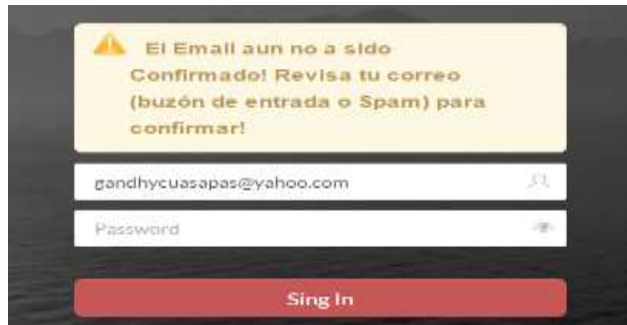 El Email aun no a sido
Confirmado! Revisa tu correo
(buzón de entrada o Spam) para
confirmar!
gandhycuasapas@yahoo.com
Password
Sing In